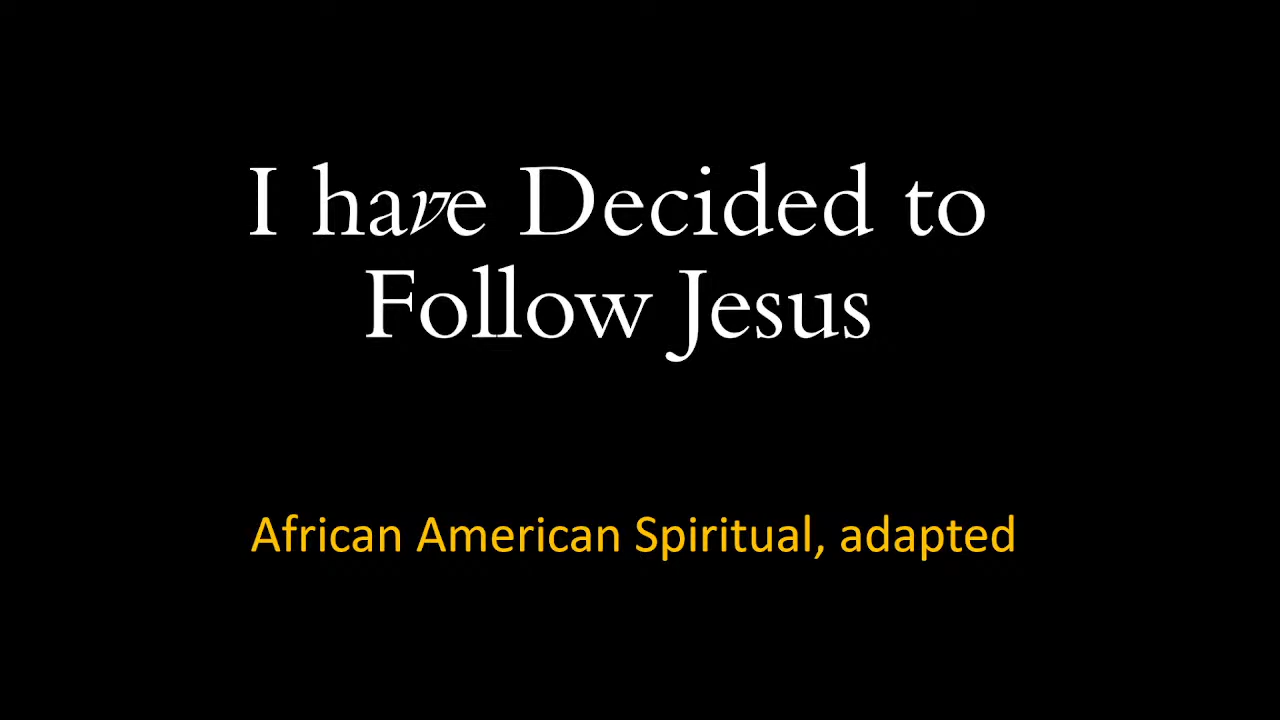 I have Decided to
Follow Jesus
African American Spiritual, adapted